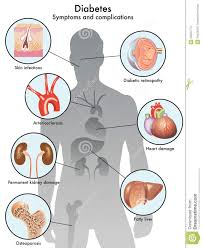 Diabetes
Symptoms and complications
Skin infections
Diabetic retinopathy
Arteriosclerosis
Heart damage
Permanent kidney damage
Fatty liver
Osteoporosis